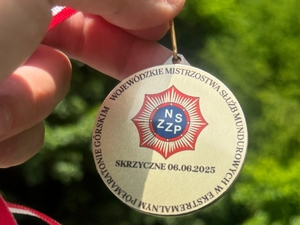 WOJEWÓDZKIE MISTRZOSTWA SŁUŻB MUNDUROWYCH W EKSTREMALNYM PÓŁMARATONIE GÓRSKIM
NS
ZZP
SKRZYCZNE 06.06.2025